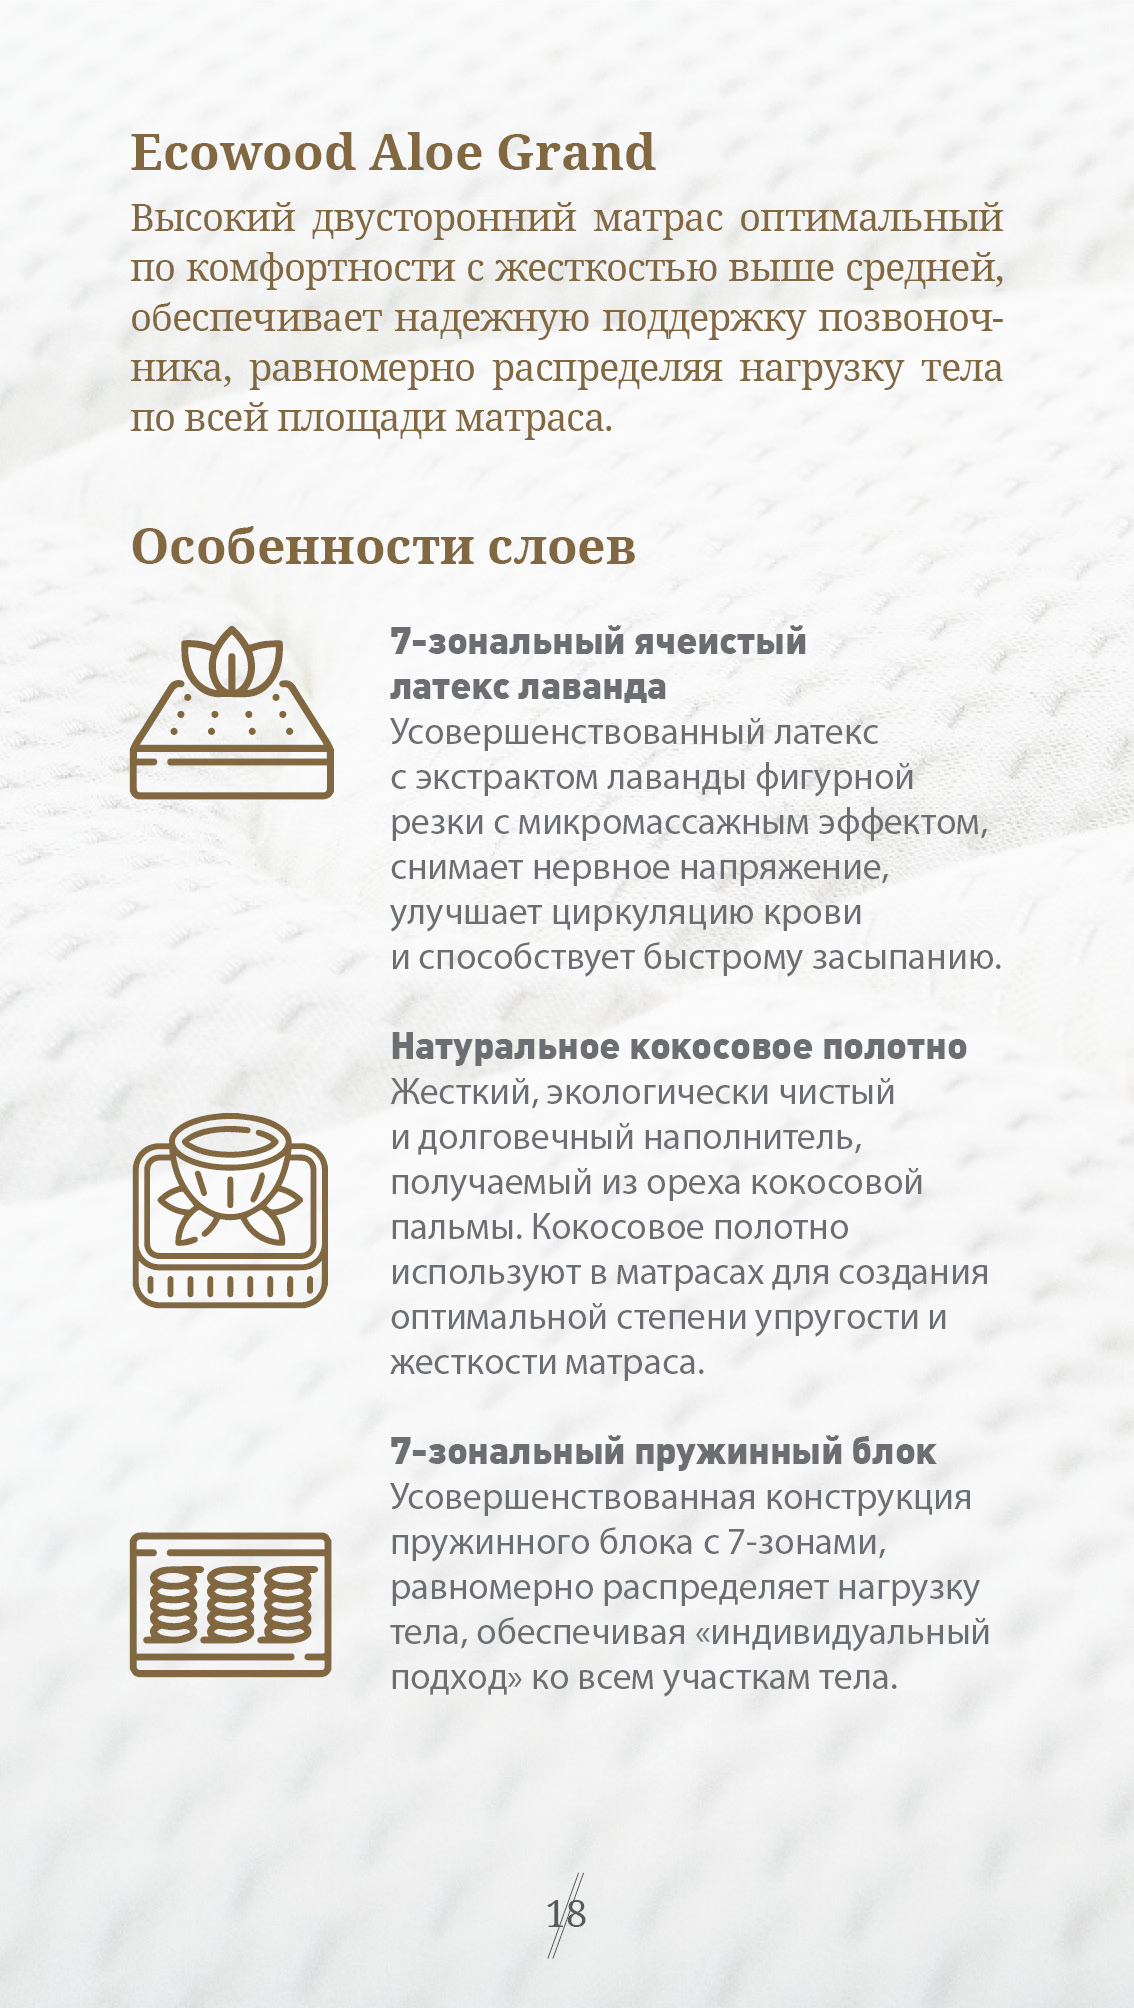 Ecowood Aloe Grand
Высокий двусторонний матрас оптимальный
по комфортности с жесткостью выше средней,
обеспечивает надежную поддержку позвоноч-
ника, равномерно распределяя нагрузку тела
по всей площади матраса.
Особенности слоев
7-зональный ячеистый
латекс лаванда
Усовершенствованный латекс
с экстрактом лаванды фигурной
резки с микромассажным эффектом,
снимает нервное напряжение,
улучшает циркуляцию крови
и способствует быстрому засыпанию.
Натуральное кокосовое полотно
Жесткий, экологически чистый
и долговечный наполнитель,
получаемый из ореха кокосовой
пальмы. Кокосовое полотно
используют в матрасах для создания
оптимальной степени упругости и
жесткости матраса.
7-зональный пружинный блок
Усовершенствованная конструкция
пружинного блока с 7-зонами,
равномерно распределяет нагрузку
тела, обеспечивая «индивидуальный
подход» ко всем участкам тела.
18